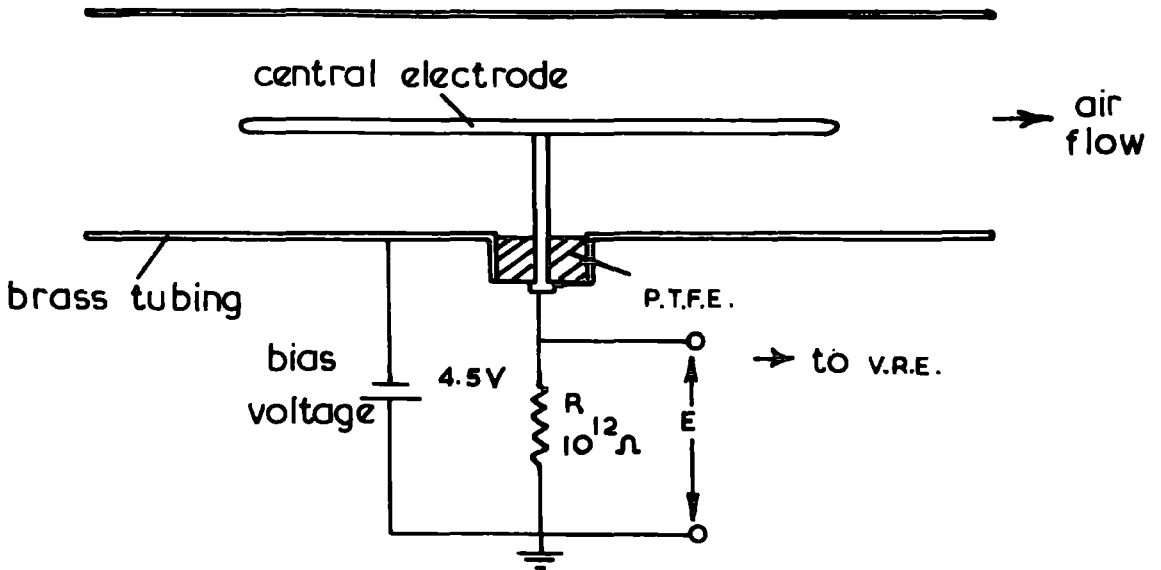 central electrode
air
flow
brass tubing
P.T.F.E.
bias
voltage
4.5V
R
10¹²Ω
E
to V.R.E.